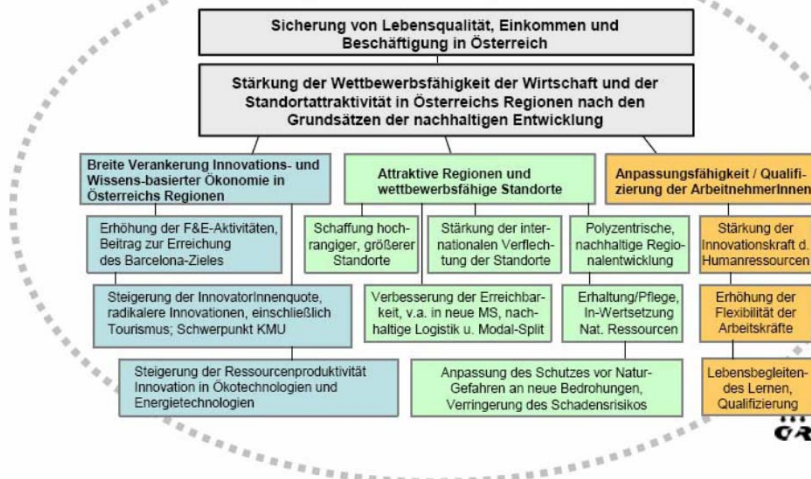 Sicherung von Lebensqualität, Einkommen und
Beschäftigung in Österreich
Stärkung der Wettbewerbsfähigkeit der Wirtschaft und der
Standortattraktivität in Österreichs Regionen nach den
Grundsätzen der nachhaltigen Entwicklung
Breite Verankerung Innovations- und
Wissens-basierter Ökonomie in
Österreichs Regionen
Attraktive Regionen und
wettbewerbsfähige Standorte
Anpassungsfähigkeit / Qualifi-
zierung der ArbeitnehmerInnen
Erhöhung der F&E-Aktivitäten,
Beitrag zur Erreichung
des Barcelona-Zieles
Schaffung hoch-
rangiger, größerer
Standorte
Stärkung der inter-
nationalen Verflech-
tung der Standorte
Polyzentrische,
nachhaltige Regio-
nalentwicklung
Stärkung der
Innovationskraft d.
Humanressourcen
Steigerung der InnovatorInnenquote,
radikalere Innovationen, einschließlich
Tourismus; Schwerpunkt KMU
Verbesserung der Erreichbar-
keit, v.a. in neue MS, nach-
haltige Logistik u. Modal-Split
Erhaltung/Pflege,
In-Wertsetzung
Nat. Ressourcen
Erhöhung der
Flexibilität der
Arbeitskräfte
Steigerung der Ressourcenproduktivität
Innovation in Ökotechnologien und
Energietechnologien
Anpassung des Schutzes vor Natur-
Gefahren an neue Bedrohungen,
Verringerung des Schadensrisikos
Lebensbegleiten-
des Lernen,
Qualifizierung